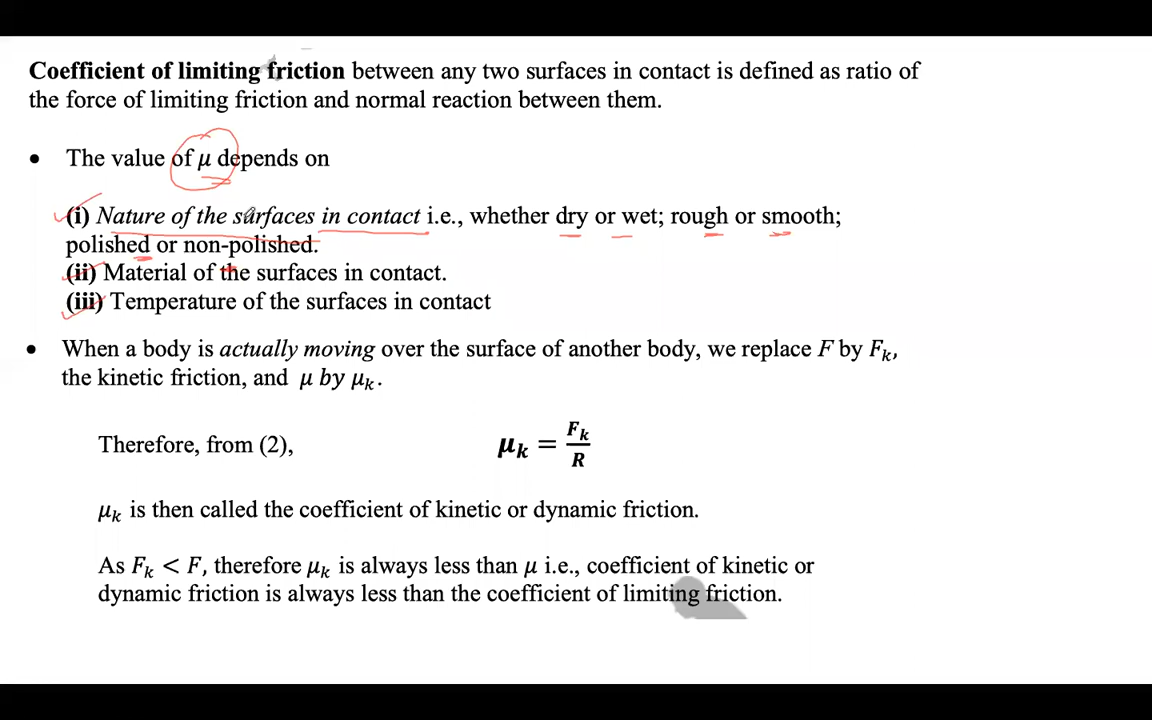 Coefficient of limiting friction between any two surfaces in contact is defined as ratio of
the force of limiting friction and normal reaction between them.
• The value of μ depends on
(i) Nature of the surfaces in contact i.e., whether dry or wet; rough or smooth;
polished or non-polished.
(ii) Material of the surfaces in contact.
(iii) Temperature of the surfaces in contact
• When a body is actually moving over the surface of another body, we replace F by Fₖ,
the kinetic friction, and μ by μₖ.
Therefore, from (2), μₖ = Fₖ/R
μₖ is then called the coefficient of kinetic or dynamic friction.
As Fₖ < F, therefore μₖ is always less than μ i.e., coefficient of kinetic or
dynamic friction is always less than the coefficient of limiting friction.